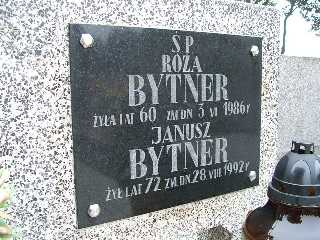 Ś P
RÓŻA
BYTNER
ŻYŁA LAT 60 ZM DN 3 VII 1986 R
JANUSZ
BYTNER
ŻYŁ LAT 72 ZM. DN. 28. VIII 1992 R